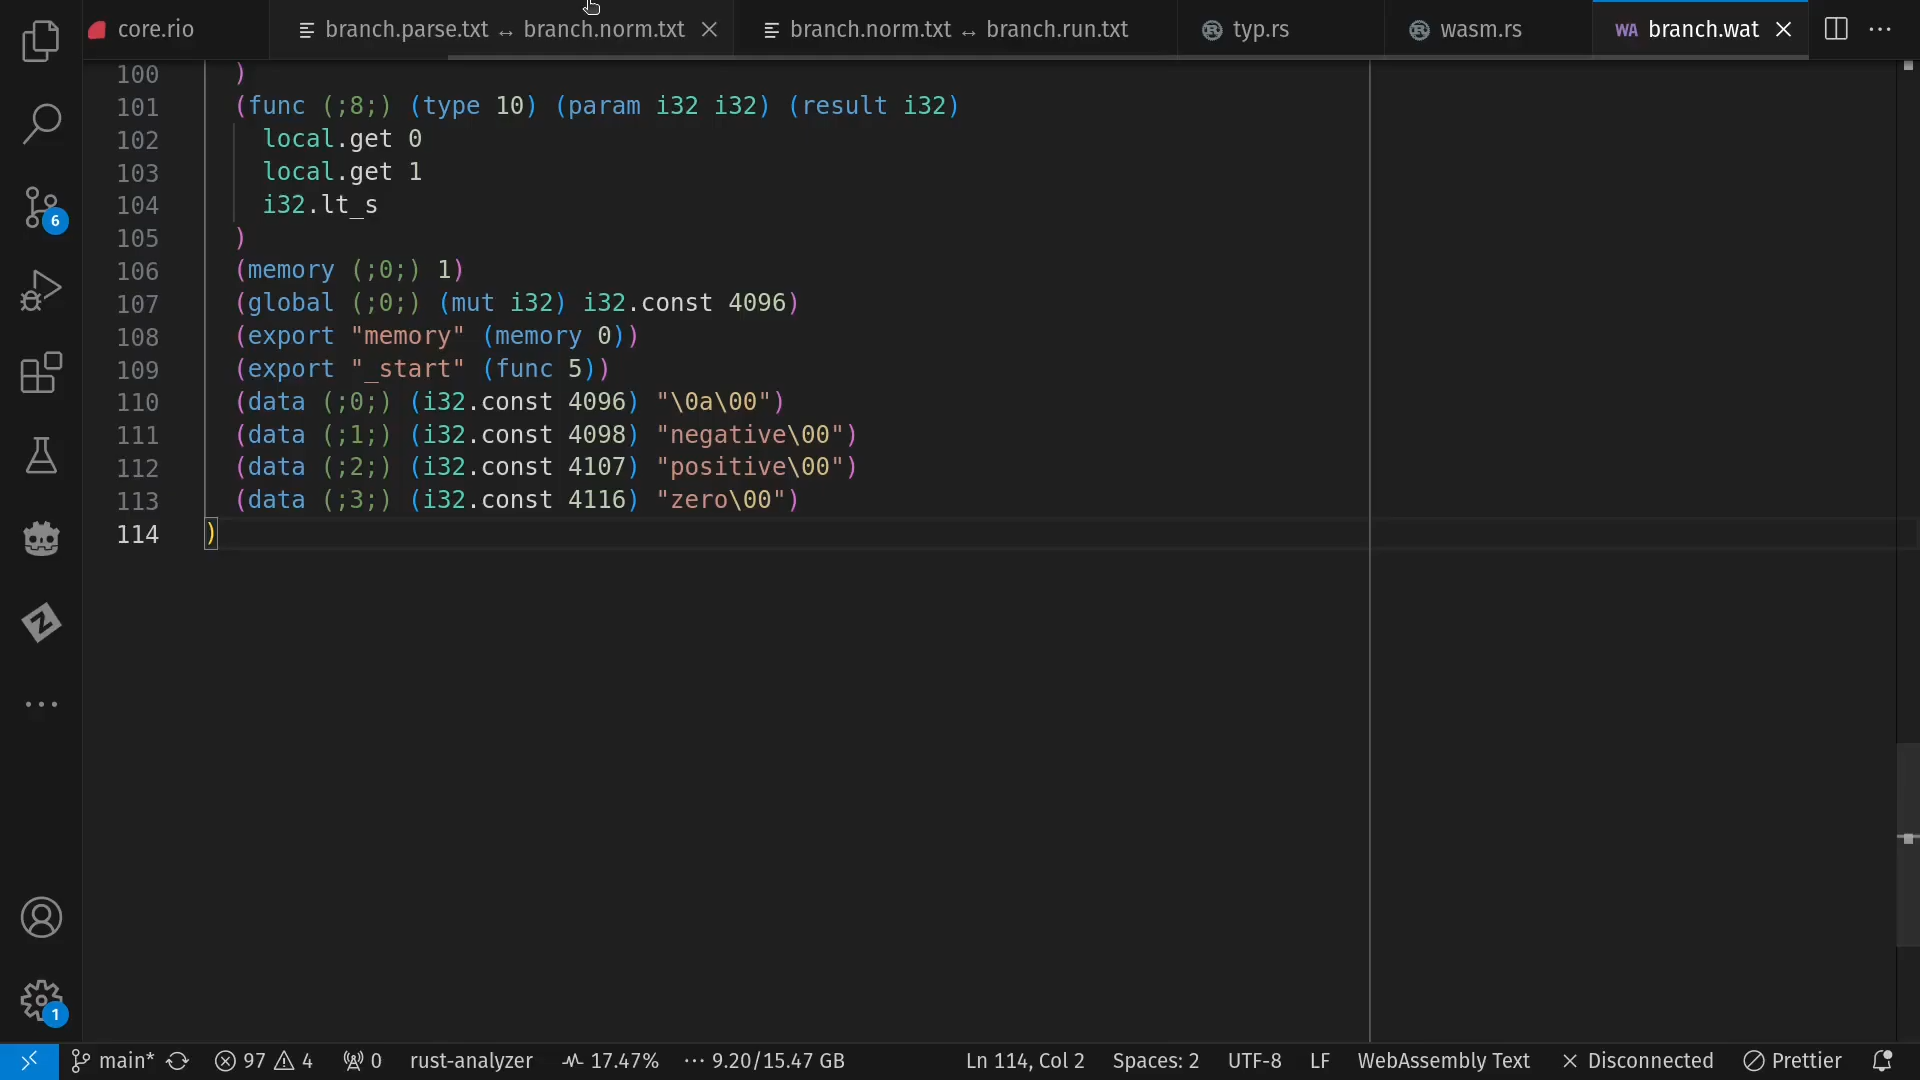 core.rio
branch.parse.txt ↔ branch.norm.txt
branch.norm.txt ↔ branch.run.txt
typ.rs
wasm.rs
WA branch.wat
100 )
101 (func (;8;) (type 10) (param i32 i32) (result i32)
102 local.get 0
103 local.get 1
104 i32.lt_s
105 )
106 (memory (;0;) 1)
107 (global (;0;) (mut i32) i32.const 4096)
108 (export "memory" (memory 0))
109 (export "_start" (func 5))
110 (data (;0;) (i32.const 4096) "\0a\00")
111 (data (;1;) (i32.const 4098) "negative\00")
112 (data (;2;) (i32.const 4107) "positive\00")
113 (data (;3;) (i32.const 4116) "zero\00")
114 )
6
1
main* 97 4 0 rust-analyzer 17.47% ··· 9.20/15.47 GB Ln 114, Col 2 Spaces: 2 UTF-8 LF WebAssembly Text Disconnected Prettier